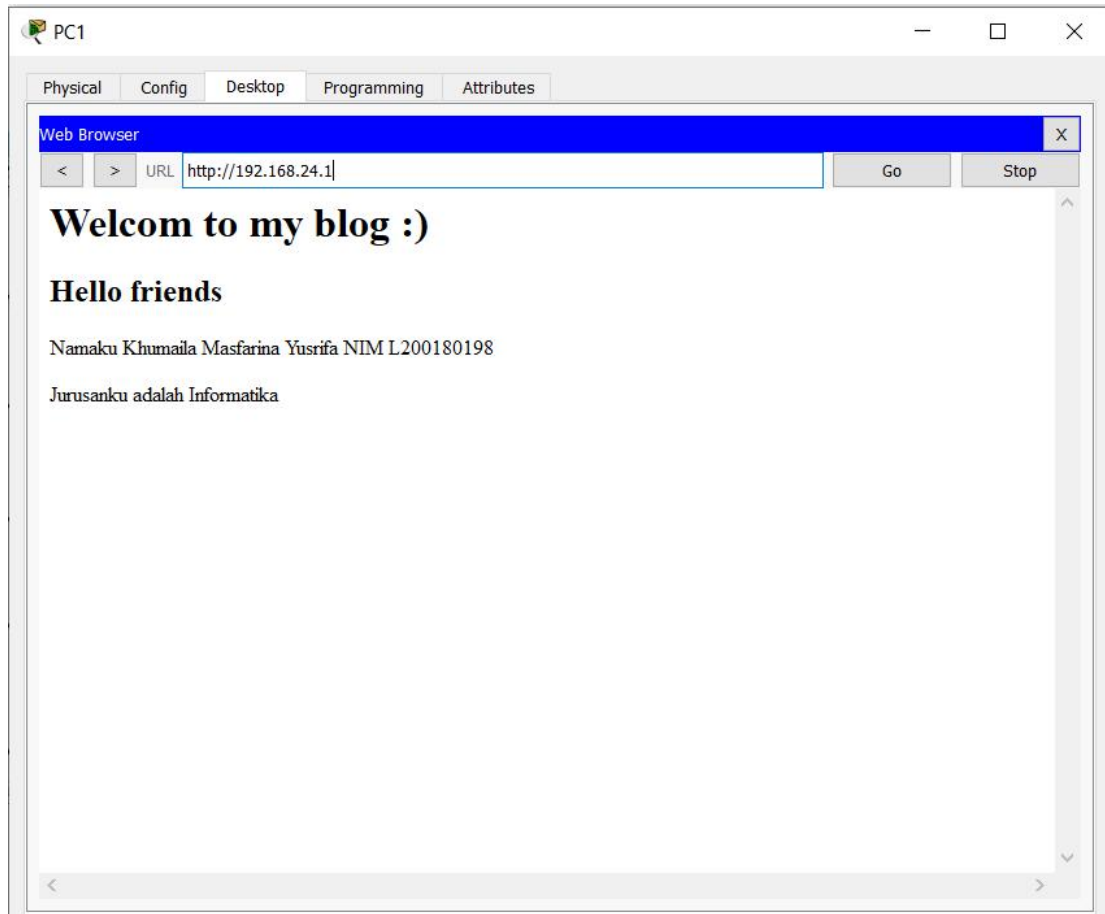 PC1
Physical Config Desktop Programming Attributes
Web Browser X
< > URL http://192.168.24.1 Go Stop
Welcom to my blog :)
Hello friends
Namaku Khumaila Masfarina Yusrifa NIM L200180198
Jurusanku adalah Informatika